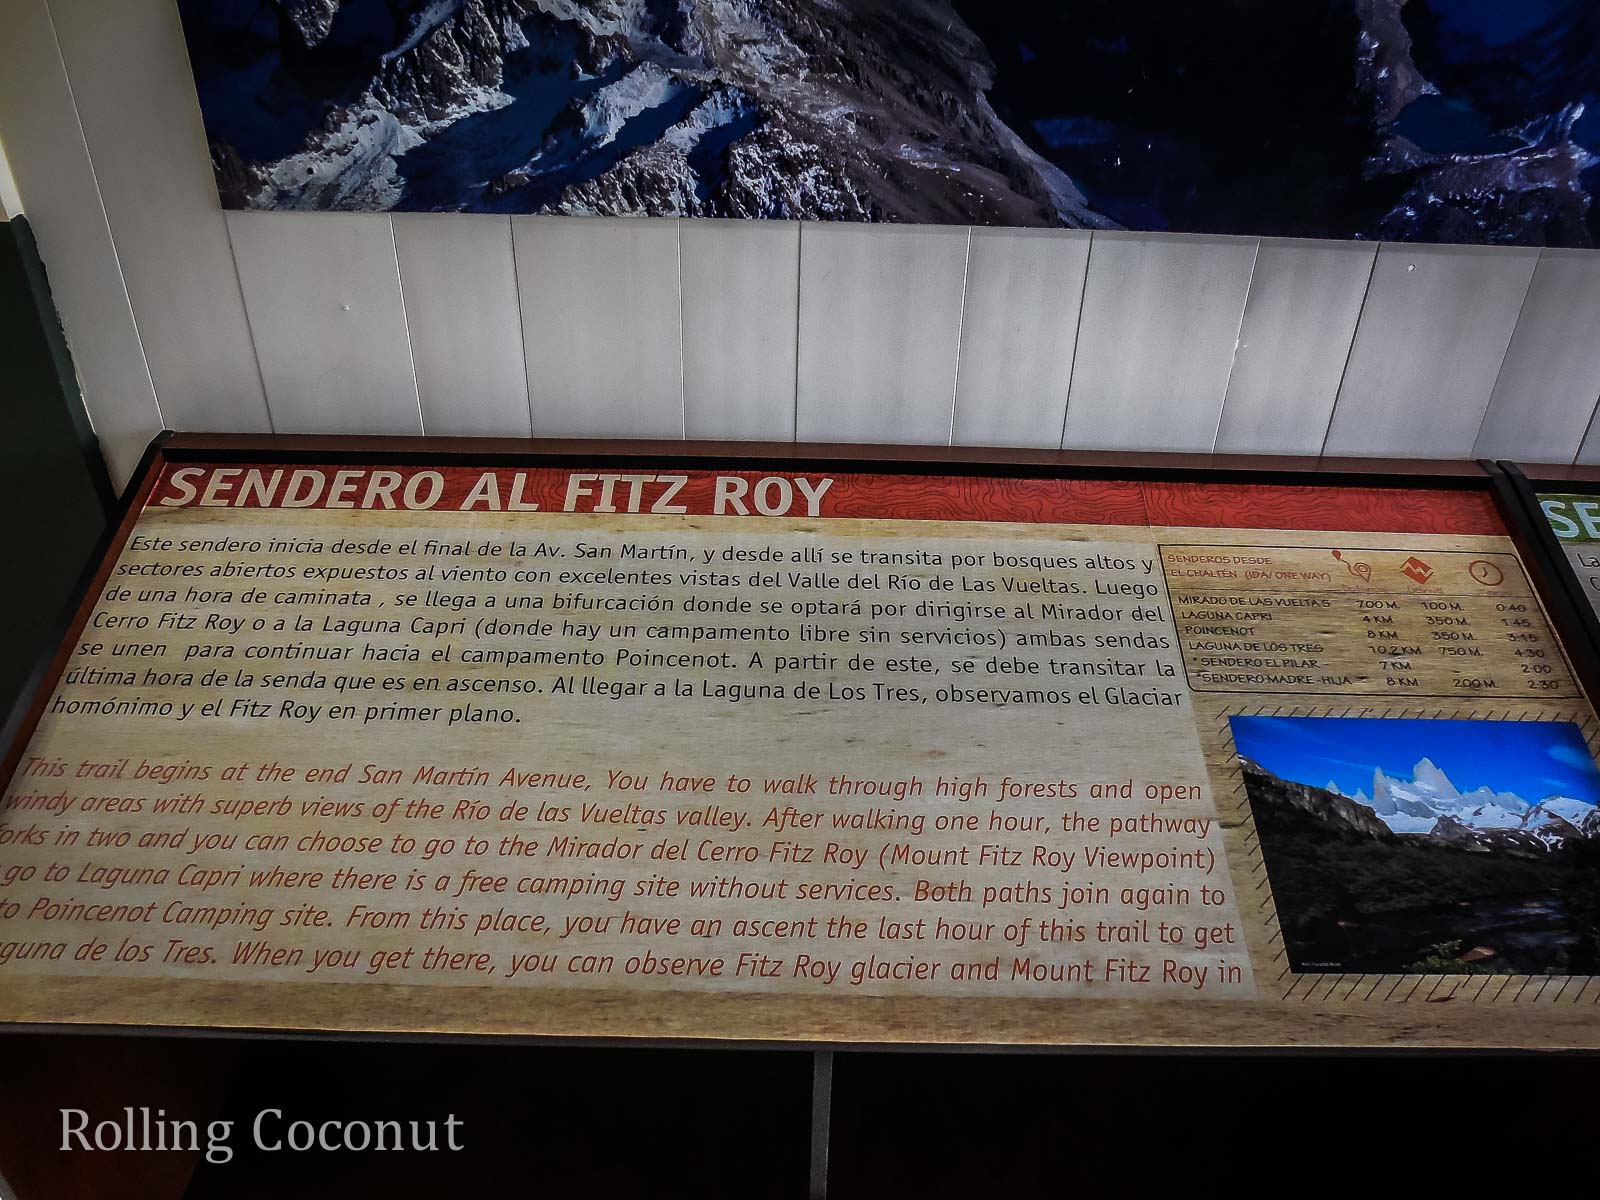 SENDERO AL FITZ ROY
Este sendero inicia desde el final de la Av. San Martín, y desde allí se transita por bosques altos y
sectores abiertos expuestos al viento con excelentes vistas del Valle del Río de Las Vueltas. Luego
de una hora de caminata , se llega a una bifurcación donde se optará por dirigirse al Mirador del
Cerro Fitz Roy o a la Laguna Capri (donde hay un campamento libre sin servicios) ambas sendas
se unen para continuar hacia el campamento Poincenot. A partir de este, se debe transitar la
última hora de la senda que es en ascenso. Al llegar a la Laguna de Los Tres, observamos el Glaciar
homónimo y el Fitz Roy en primer plano.
This trail begins at the end San Martín Avenue, You have to walk through high forests and open
windy areas with superb views of the Río de las Vueltas valley. After walking one hour, the pathway
forks in two and you can choose to go to the Mirador del Cerro Fitz Roy (Mount Fitz Roy Viewpoint)
go to Laguna Capri where there is a free camping site without services. Both paths join again to
to Poincenot Camping site. From this place, you have an ascent the last hour of this trail to get
guna de los Tres. When you get there, you can observe Fitz Roy glacier and Mount Fitz Roy in
SENDEROS DESDE
EL CHALTÉN (IDA/ ONE WAY)
MIRADO DE LAS VUELTAS 700 M. 100 M. 0:40
LAGUNA CAPRI 4 KM 350 M. 1:45
POINCENOT 8 KM 350 M. 3:15
LAGUNA DE LOS TRES 10.2 KM 750 M. 4:30
*SENDERO EL PILAR 7 KM 2:00
*SENDERO MADRE -HIJA 8 KM 200 M. 2:30
SE
La
Rolling Coconut